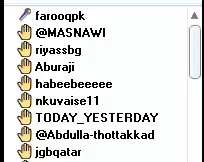 farooqpk
@MASNAWI
riyassbg
Aburaji
habeebeeeee
nkuvaise11
TODAY_YESTERDAY
@Abdulla-thottakkad
jgbqatar